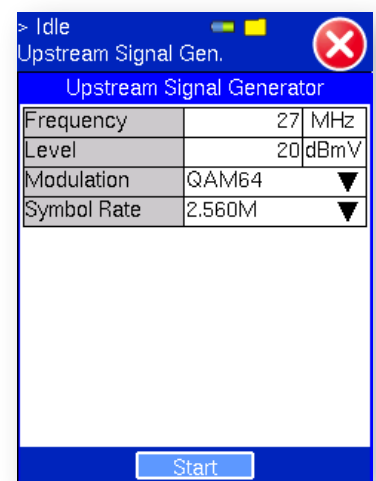 > Idle
Upstream Signal Gen.
Upstream Signal Generator
Frequency 27 MHz
Level 20 dBmV
Modulation QAM64
Symbol Rate 2.560M
Start